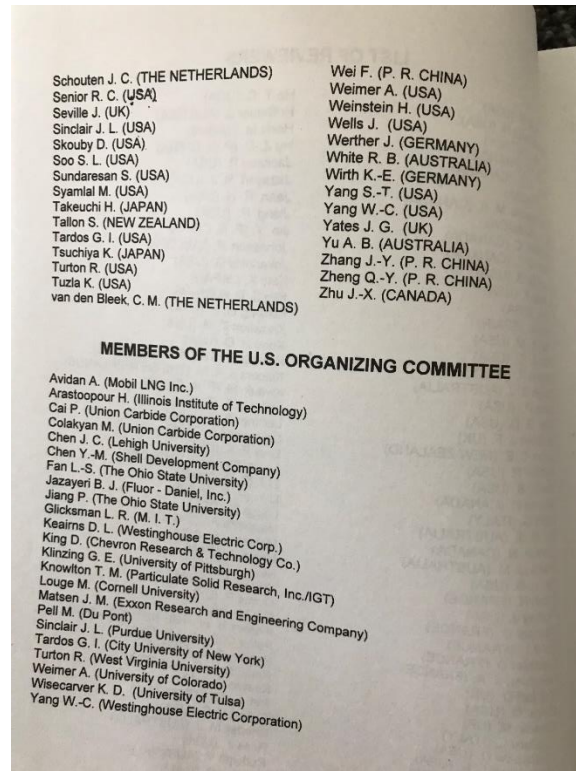 Schouten J. C. (THE NETHERLANDS)
Senior R. C. (USA)
Seville J. (UK)
Sinclair J. L. (USA)
Skouby D. (USA)
Soo S. L. (USA)
Sundaresan S. (USA)
Syamlal M. (USA)
Takeuchi H. (JAPAN)
Tallon S. (NEW ZEALAND)
Tardos G. I. (USA)
Tsuchiya K. (JAPAN)
Turton R. (USA)
Tuzla K. (USA)
van den Bleek, C. M. (THE NETHERLANDS)
Wei F. (P. R. CHINA)
Weimer A. (USA)
Weinstein H. (USA)
Wells J. (USA)
Werther J. (GERMANY)
White R. B. (AUSTRALIA)
Wirth K.-E. (GERMANY)
Yang S.-T. (USA)
Yang W.-C. (USA)
Yates J. G. (UK)
Yu A. B. (AUSTRALIA)
Zhang J.-Y. (P. R. CHINA)
Zheng Q.-Y. (P. R. CHINA)
Zhu J.-X. (CANADA)
MEMBERS OF THE U.S. ORGANIZING COMMITTEE
Avidan A. (Mobil LNG Inc.)
Arastoopour H. (Illinois Institute of Technology)
Cai P. (Union Carbide Corporation)
Colakyan M. (Union Carbide Corporation)
Chen J. C. (Lehigh University)
Chen Y.-M. (Shell Development Company)
Fan L.-S. (The Ohio State University)
Jazayeri B. J. (Fluor - Daniel, Inc.)
Jiang P. (The Ohio State University)
Glicksman L. R. (M. I. T.)
Keairns D. L. (Westinghouse Electric Corp.)
King D. (Chevron Research & Technology Co.)
Klinzing G. E. (University of Pittsburgh)
Knowlton T. M. (Particulate Solid Research, Inc./IGT)
Louge M. (Cornell University)
Matsen J. M. (Exxon Research and Engineering Company)
Pell M. (Du Pont)
Sinclair J. L. (Purdue University)
Tardos G. I. (City University of New York)
Turton R. (West Virginia University)
Weimer A. (University of Colorado)
Wisecarver K. D. (University of Tulsa)
Yang W.-C. (Westinghouse Electric Corporation)